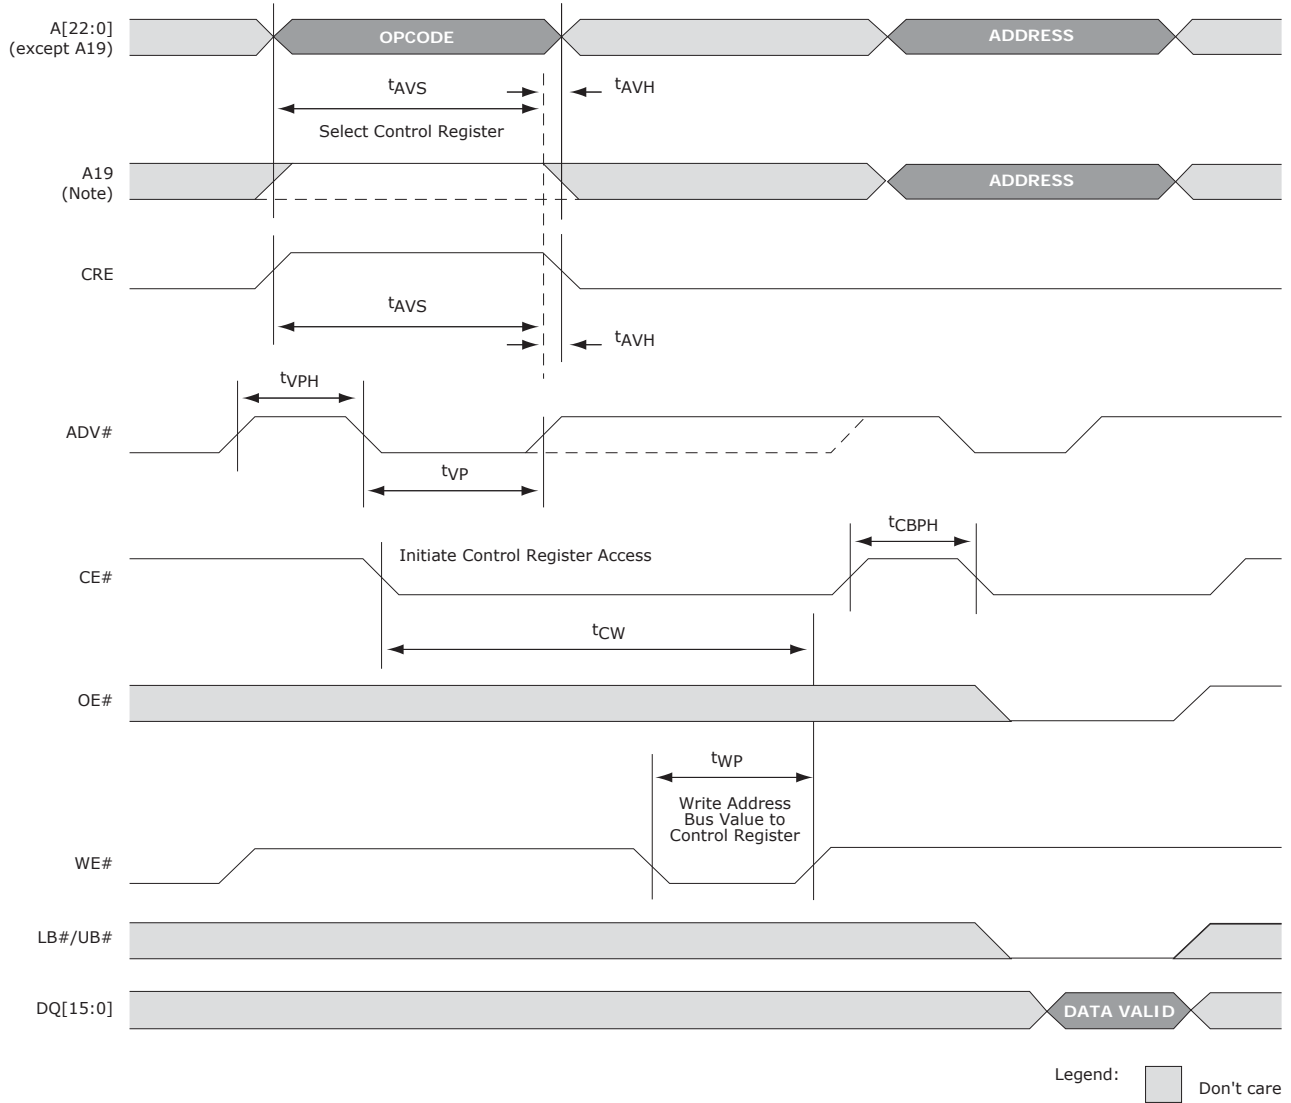 A[22:0]
(except A19)
OPCODE
ADDRESS
tAVS
tAVH
Select Control Register
A19
(Note)
ADDRESS
CRE
tAVS
tAVH
tVPH
ADV#
tVP
tCBPH
Initiate Control Register Access
CE#
tCW
OE#
tWP
Write Address
Bus Value to
Control Register
WE#
LB#/UB#
DQ[15:0]
DATA VALID
Legend:
Don't care